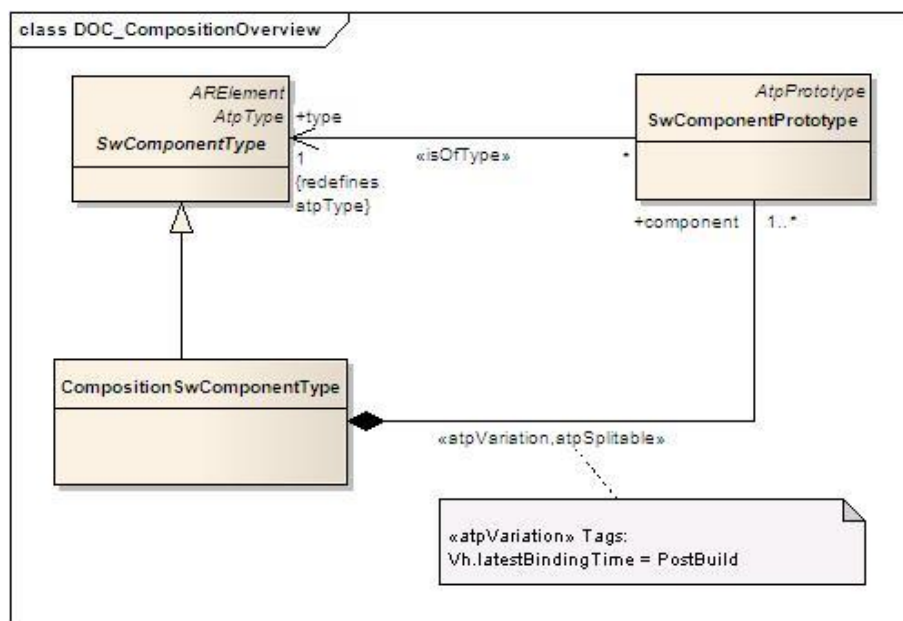 class DOC_CompositionOverview
ARElement
AtpType
SwComponentType
+type
1
{redefines
atpType}
«isOfType»
*
AtpPrototype
SwComponentPrototype
+component
1..*
CompositionSwComponentType
«atpVariation,atpSplitable»
«atpVariation» Tags:
Vh.latestBindingTime = PostBuild